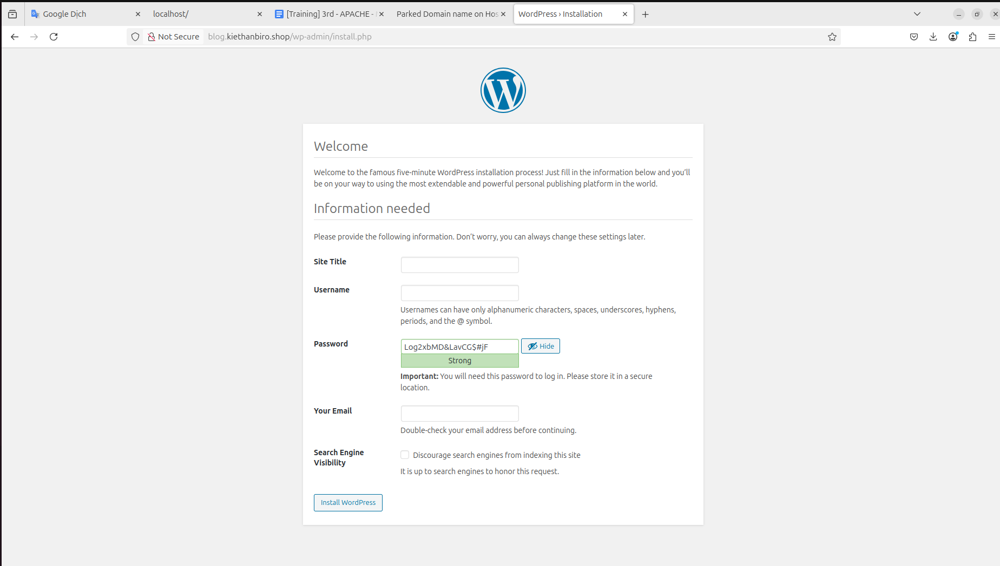 Google Dịch
localhost/
[Training] 3rd - APACHE -
Parked Domain name on Hos
WordPress › Installation
Not Secure
blog.kiethanbiro.shop/wp-admin/install.php
Welcome
Welcome to the famous five-minute WordPress installation process! Just fill in the information below and you’ll
be on your way to using the most extendable and powerful personal publishing platform in the world.
Information needed
Please provide the following information. Don’t worry, you can always change these settings later.
Site Title
Username
Usernames can have only alphanumeric characters, spaces, underscores, hyphens,
periods, and the @ symbol.
Password
Log2xbMD&LavCG$#jF
Hide
Strong
Important: You will need this password to log in. Please store it in a secure
location.
Your Email
Double-check your email address before continuing.
Search Engine
Visibility
Discourage search engines from indexing this site
It is up to search engines to honor this request.
Install WordPress